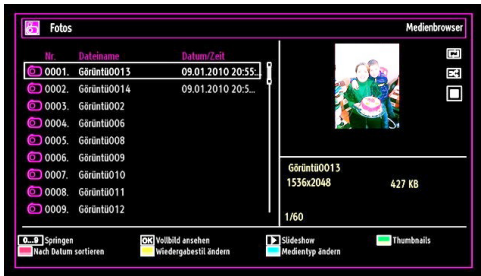 Fotos Medienbrowser
Nr. Dateiname Datum/Zeit
0001. Görüntü0013 09.01.2010 20:55:..
0002. Görüntü0014 09.01.2010 20:5...
0003. Görüntü002
0004. Görüntü006
0005. Görüntü008
0006. Görüntü009
0007. Görüntü010
0008. Görüntü011
0009. Görüntü012
Görüntü0013
1536x2048 427 KB
1/60
0...9 Springen OK Vollbild ansehen Slideshow Thumbnails
Nach Datum sortieren Wiedergabestil ändern Medientyp ändern